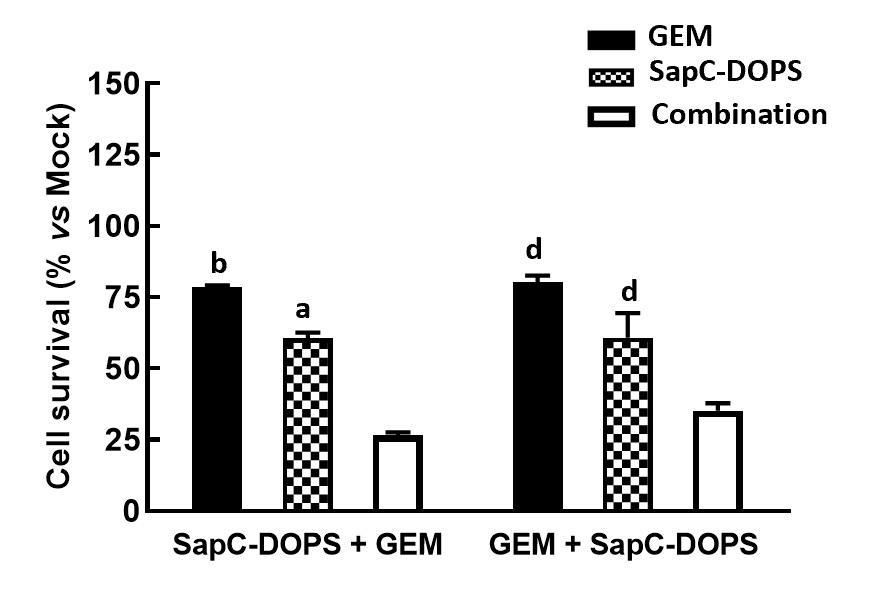 GEM
SapC-DOPS
Combination
Cell survival (% vs Mock)
150
125
100
75
50
25
0
b
a
d
d
SapC-DOPS + GEM
GEM + SapC-DOPS